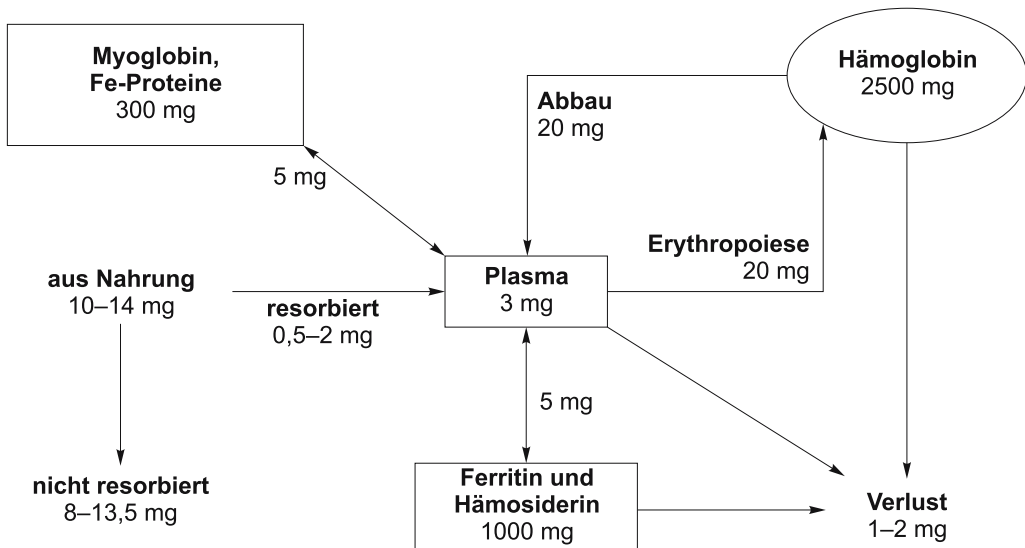 Myoglobin,
Fe-Proteine
300 mg
Hämoglobin
2500 mg
Abbau
20 mg
5 mg
Erythropoiese
20 mg
aus Nahrung
10–14 mg
resorbiert
0,5–2 mg
Plasma
3 mg
5 mg
nicht resorbiert
8–13,5 mg
Ferritin und
Hämosiderin
1000 mg
Verlust
1–2 mg